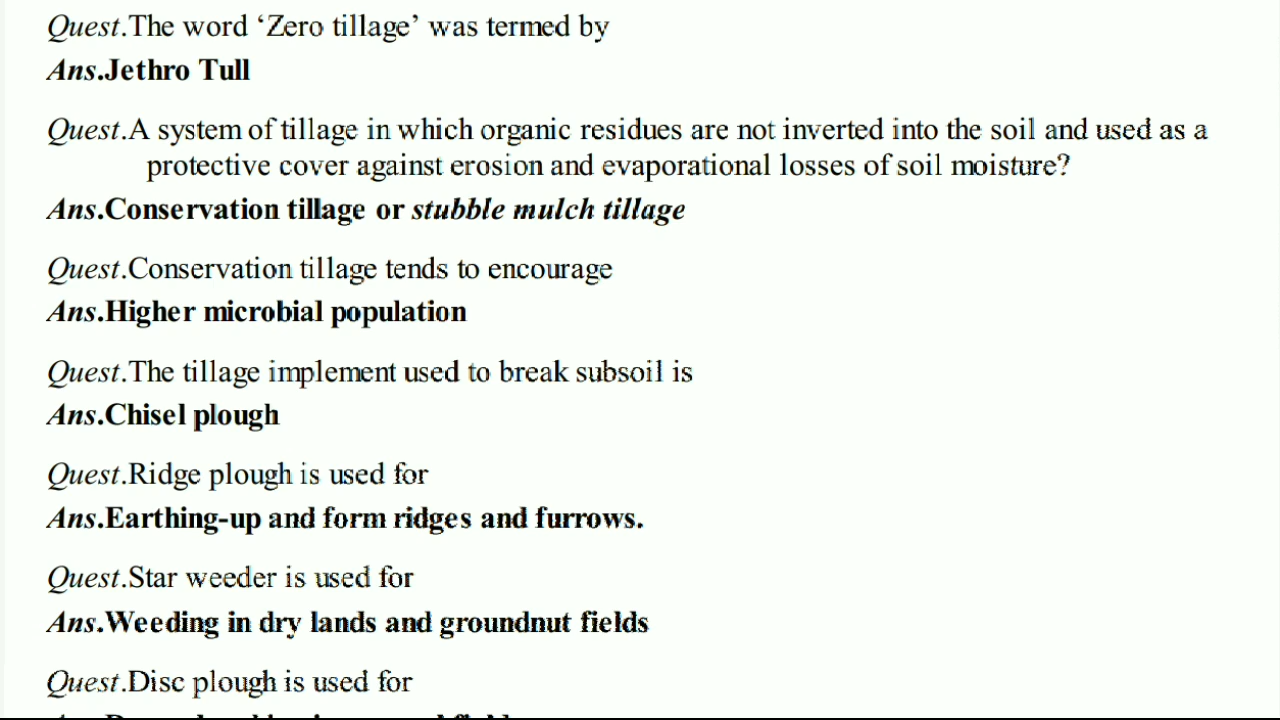 Quest.The word ‘Zero tillage’ was termed by
Ans.Jethro Tull
Quest.A system of tillage in which organic residues are not inverted into the soil and used as a
protective cover against erosion and evaporational losses of soil moisture?
Ans.Conservation tillage or stubble mulch tillage
Quest.Conservation tillage tends to encourage
Ans.Higher microbial population
Quest.The tillage implement used to break subsoil is
Ans.Chisel plough
Quest.Ridge plough is used for
Ans.Earthing-up and form ridges and furrows.
Quest.Star weeder is used for
Ans.Weeding in dry lands and groundnut fields
Quest.Disc plough is used for